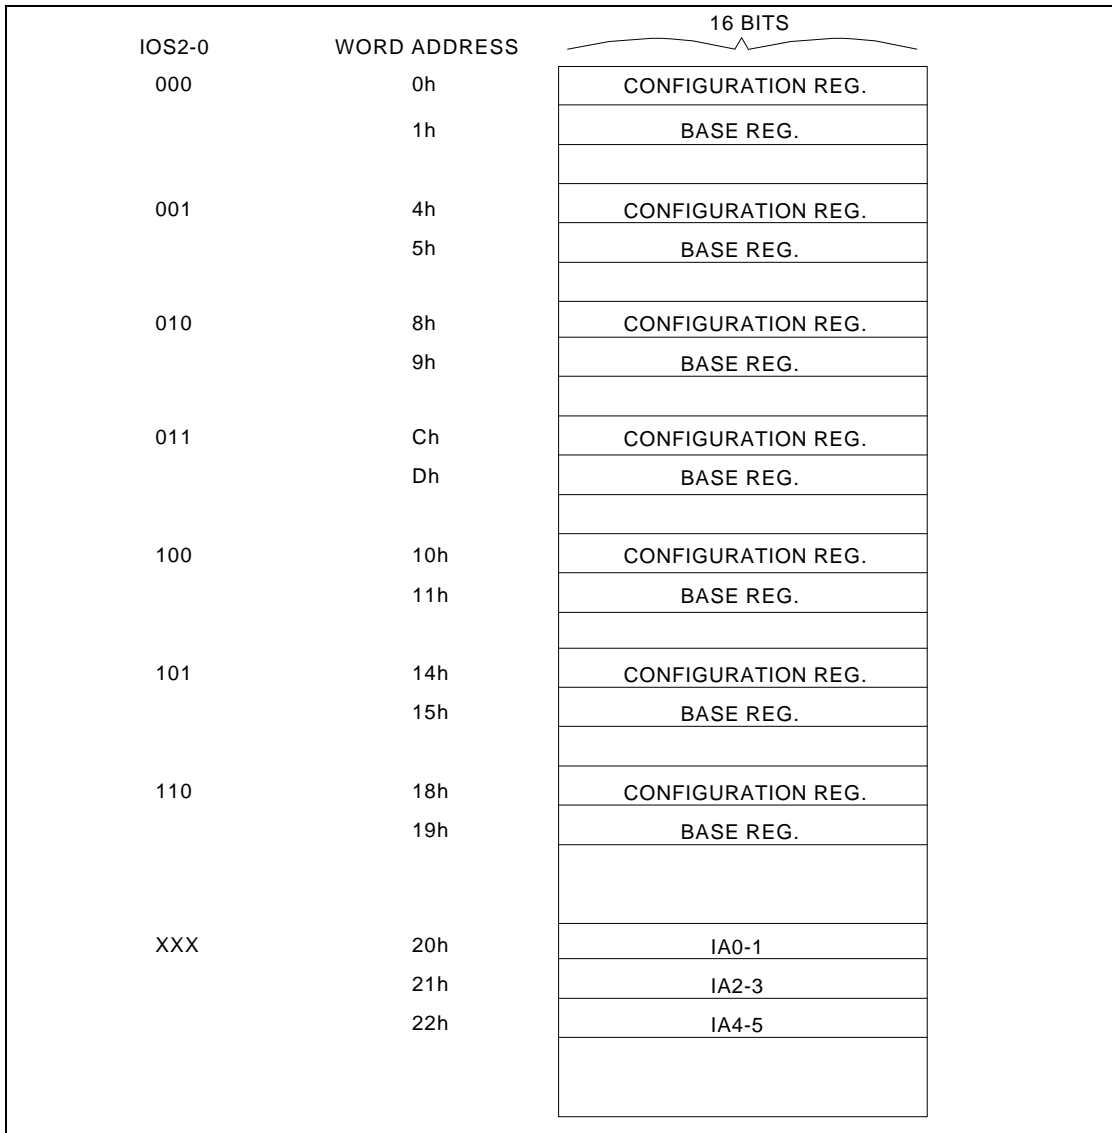 16 BITS
IOS2-0 WORD ADDRESS
000 0h CONFIGURATION REG.
1h BASE REG.
001 4h CONFIGURATION REG.
5h BASE REG.
010 8h CONFIGURATION REG.
9h BASE REG.
011 Ch CONFIGURATION REG.
Dh BASE REG.
100 10h CONFIGURATION REG.
11h BASE REG.
101 14h CONFIGURATION REG.
15h BASE REG.
110 18h CONFIGURATION REG.
19h BASE REG.
XXX 20h IA0-1
21h IA2-3
22h IA4-5